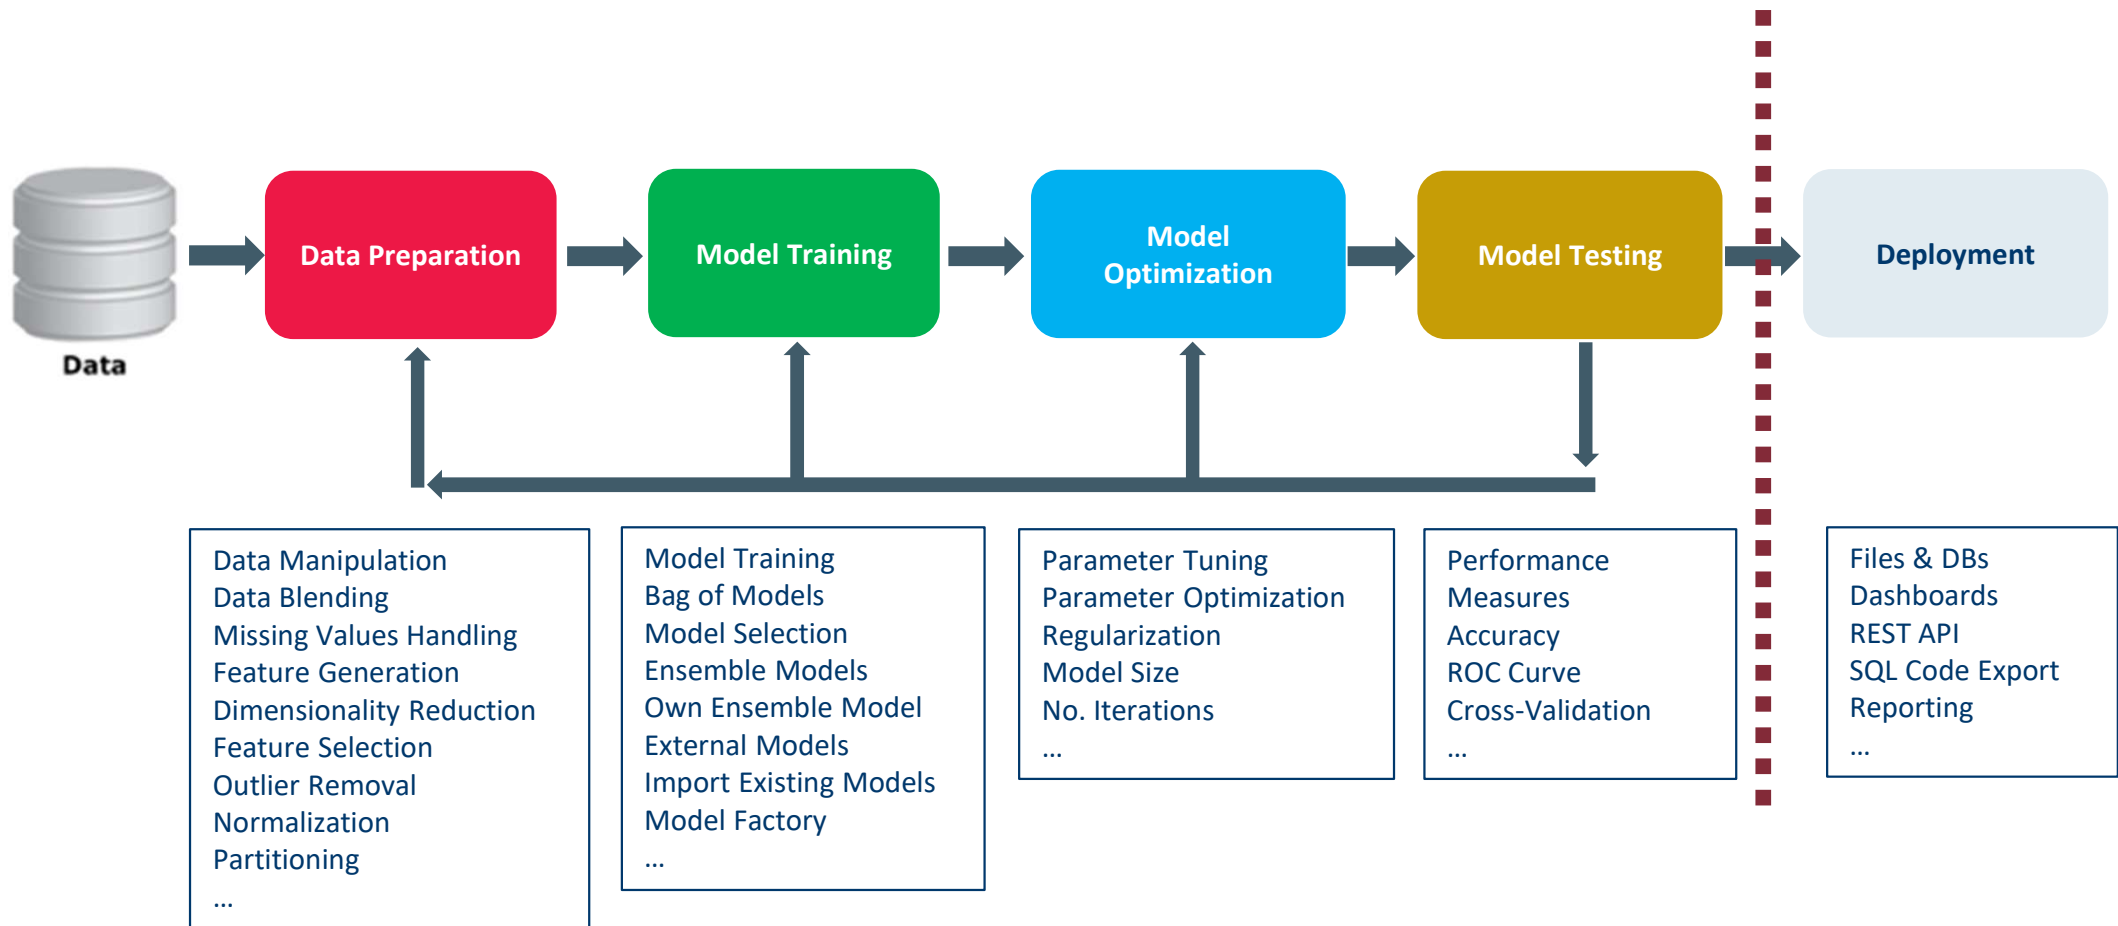 Data
Data Preparation
Model Training
Model
Optimization
Model Testing
Deployment
Data Manipulation
Data Blending
Missing Values Handling
Feature Generation
Dimensionality Reduction
Feature Selection
Outlier Removal
Normalization
Partitioning
...
Model Training
Bag of Models
Model Selection
Ensemble Models
Own Ensemble Model
External Models
Import Existing Models
Model Factory
...
Parameter Tuning
Parameter Optimization
Regularization
Model Size
No. Iterations
...
Performance
Measures
Accuracy
ROC Curve
Cross-Validation
...
Files & DBs
Dashboards
REST API
SQL Code Export
Reporting
...